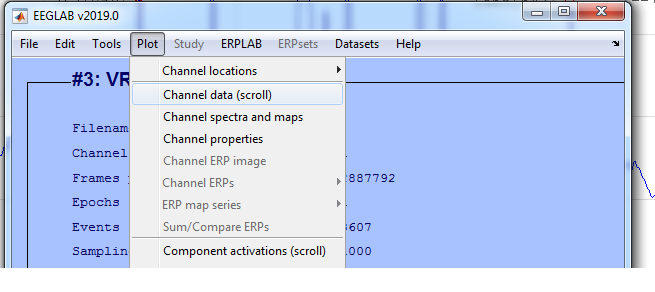 EEGLAB v2019.0
File Edit Tools Plot Study ERPLAB ERPsets Datasets Help
#3: VR
Channel locations
Channel data (scroll)
Channel spectra and maps
Channel properties
Channel ERP image
Channel ERPs
ERP map series
Sum/Compare ERPs
Component activations (scroll)
Filenam
Channel
Frames 887792
Epochs
Events 607
Sampling 000